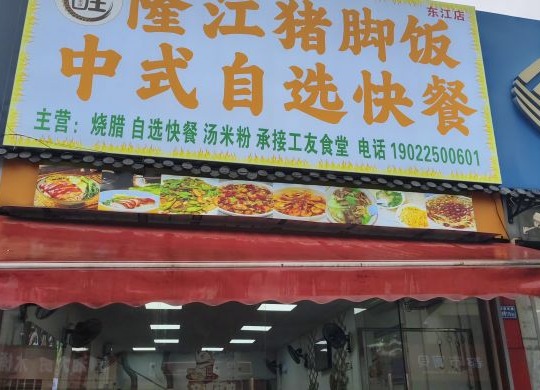 东江店
隆江猪脚饭
中式自选快餐
主营：烧腊 自选快餐 汤米粉 承接工友食堂 电话 19022500601